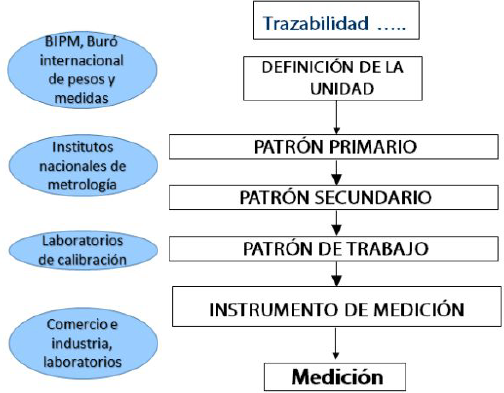 Trazabilidad …..
BIPM, Buró
internacional
de pesos y
medidas
DEFINICIÓN DE LA
UNIDAD
Institutos
nacionales de
metrología
PATRÓN PRIMARIO
PATRÓN SECUNDARIO
Laboratorios
de calibración
PATRÓN DE TRABAJO
INSTRUMENTO DE MEDICIÓN
Comercio e
industria,
laboratorios
Medición